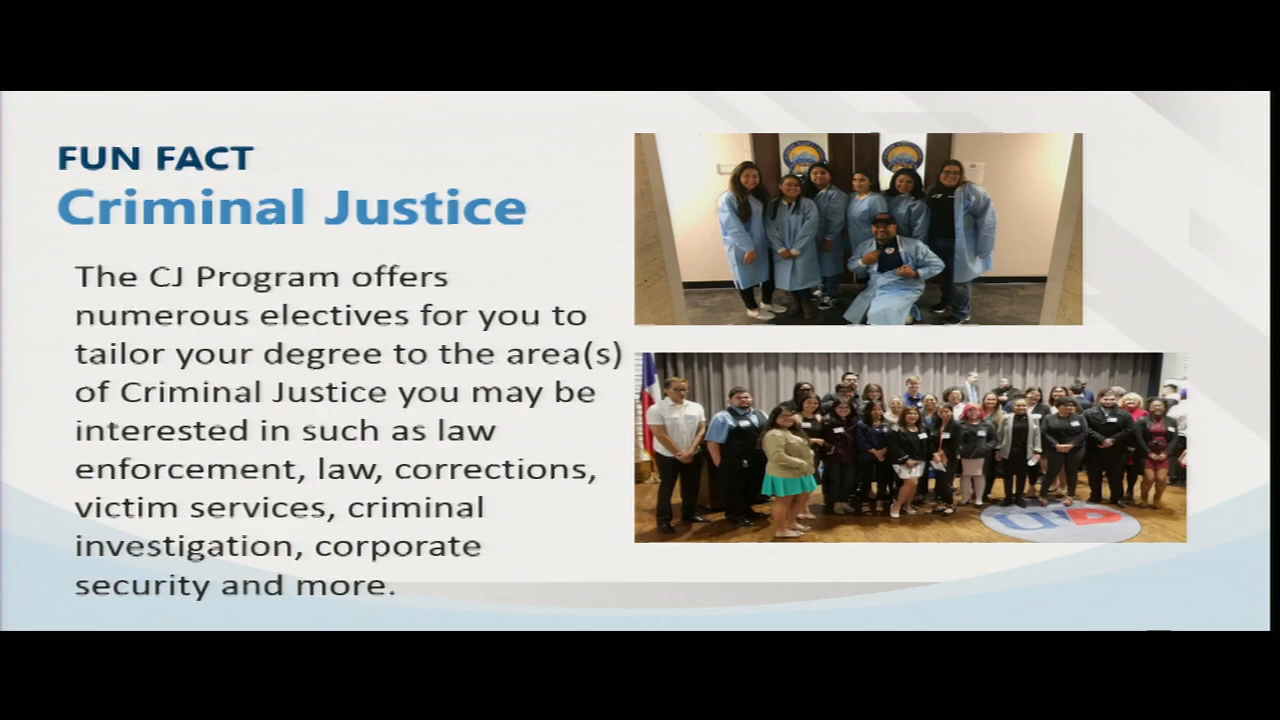 FUN FACT
Criminal Justice
The CJ Program offers
numerous electives for you to
tailor your degree to the area(s)
of Criminal Justice you may be
interested in such as law
enforcement, law, corrections,
victim services, criminal
investigation, corporate
security and more.